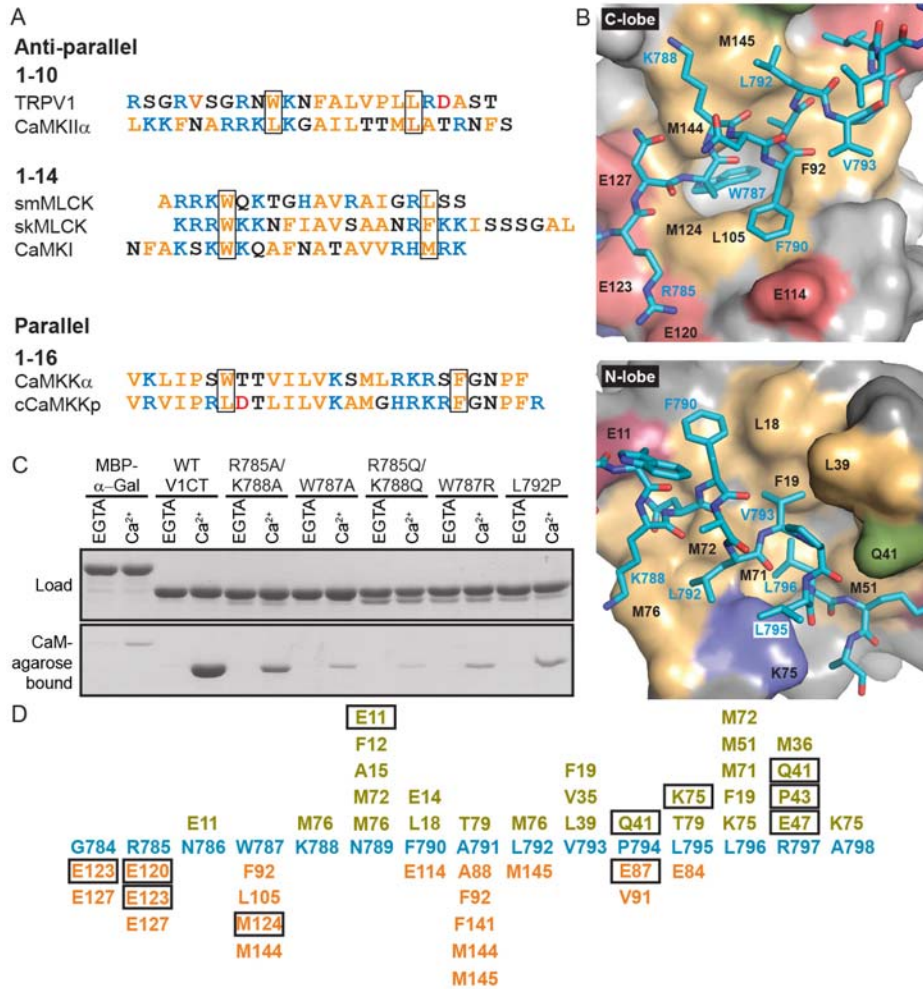 A
Anti-parallel
1-10
TRPV1 RSGRVSGRNWKNFALVPLLRDAST
CaMKIIα LKKFNARRKLKGAILTTMLATRNFS
1-14
smMLCK ARRKWQKTGHAVRAIGRLSS
skMLCK KRRWKKNFIAVSAANRFKKISSSGAL
CaMKI NFAKSKWKQAFNATAVVRHMRK
Parallel
1-16
CaMKKα VKLIPSWTTVILVKSMLRKRSFGNPF
cCaMKKp VRVIPRLDTLILVKAMGHRKRFGNPFR
B
C-lobe
M145
K788
L792
M144
V793
F92
E127
W787
M124
L105
F790
E123
R785
E114
E120
N-lobe
F790
L18
E11
L39
F19
V793
Q41
M72
K788
M71
L796
M51
L792
M76
L795
K75
C
MBP-α-Gal
WT V1CT
R785A/K788A
W787A
R785Q/K788Q
W787R
L792P
EGTA Ca2+ EGTA Ca2+ EGTA Ca2+ EGTA Ca2+ EGTA Ca2+ EGTA Ca2+ EGTA Ca2+
Load
CaM-
agarose
bound
D
E11 M72
F12 M51 M36
A15 F19 M71 Q41
M72 E14 V35 K75 F19 P43
E11 M76 M76 L18 T79 M76 L39 Q41 T79 K75 E47 K75
G784 R785 N786 W787 K788 N789 F790 A791 L792 V793 P794 L795 L796 R797 A798
E123 E120 F92 E114 A88 M145 E87 E84
E127 E123 L105 F92 V91
E127 M124 F141
M144 M144
M145